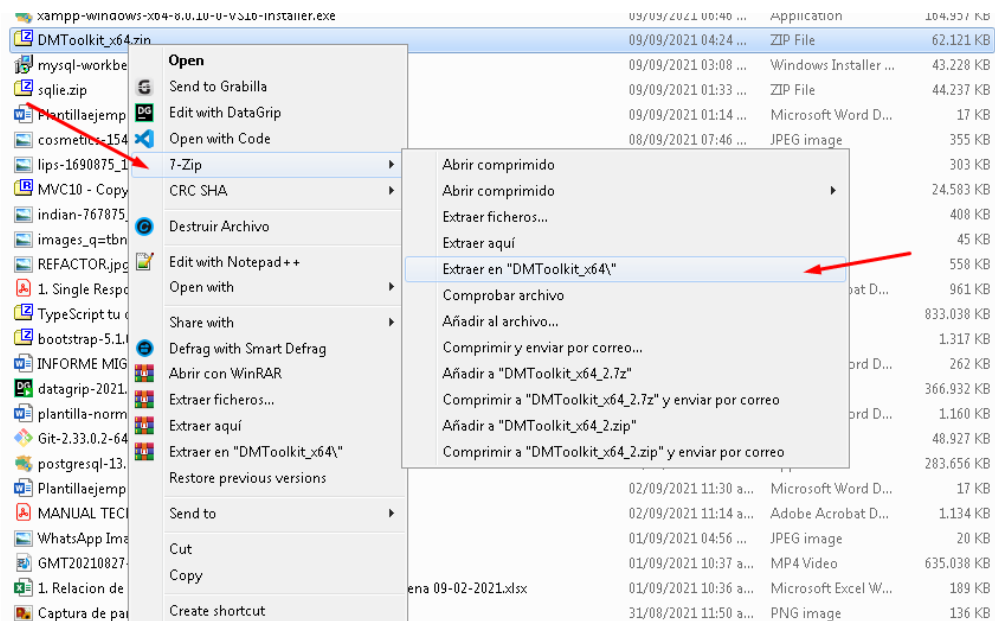 xampp-windows-x64-8.0.10-0-VS16-installer.exe 09/09/2021 06:46 ... Application 164.957 KB
DMToolkit_x64.zip 09/09/2021 04:24 ... ZIP File 62.121 KB
mysql-workbe 09/09/2021 03:08 ... Windows Installer ... 43.228 KB
sqlie.zip 09/09/2021 01:33 ... ZIP File 44.237 KB
Plantillaejemp 09/09/2021 01:14 ... Microsoft Word D... 17 KB
cosmetics-154 08/09/2021 07:46 ... JPEG image 355 KB
lips-1690875_1 303 KB
MVC10 - Copy 24.583 KB
indian-767875_ 408 KB
images_q=tbn 45 KB
REFACTOR.jpg 558 KB
1. Single Respo bat D... 961 KB
TypeScript tu 833.038 KB
bootstrap-5.1. 1.317 KB
INFORME MIG ord D... 262 KB
datagrip-2021. 366.932 KB
plantilla-norm ord D... 1.160 KB
Git-2.33.0.2-64 48.927 KB
postgresql-13. 283.656 KB
Plantillaejemp 02/09/2021 11:30 a... Microsoft Word D... 17 KB
MANUAL TECI 02/09/2021 11:14 a... Adobe Acrobat D... 1.134 KB
WhatsApp Ima 01/09/2021 04:56 ... JPEG image 20 KB
GMT20210827- 01/09/2021 10:37 a... MP4 Video 635.038 KB
1. Relacion de ena 09-02-2021.xlsx 01/09/2021 10:36 a... Microsoft Excel W... 189 KB
Captura de pa 31/08/2021 11:50 a... PNG image 136 KB
Open
Send to Grabilla
Edit with DataGrip
Open with Code
7-Zip
CRC SHA
Destruir Archivo
Edit with Notepad++
Open with
Share with
Defrag with Smart Defrag
Abrir con WinRAR
Extraer ficheros...
Extraer aquí
Extraer en "DMToolkit_x64\"
Restore previous versions
Send to
Cut
Copy
Create shortcut
Abrir comprimido
Abrir comprimido
Extraer ficheros...
Extraer aquí
Extraer en "DMToolkit_x64\"
Comprobar archivo
Añadir al archivo...
Comprimir y enviar por correo...
Añadir a "DMToolkit_x64_2.7z"
Comprimir a "DMToolkit_x64_2.7z" y enviar por correo
Añadir a "DMToolkit_x64_2.zip"
Comprimir a "DMToolkit_x64_2.zip" y enviar por correo